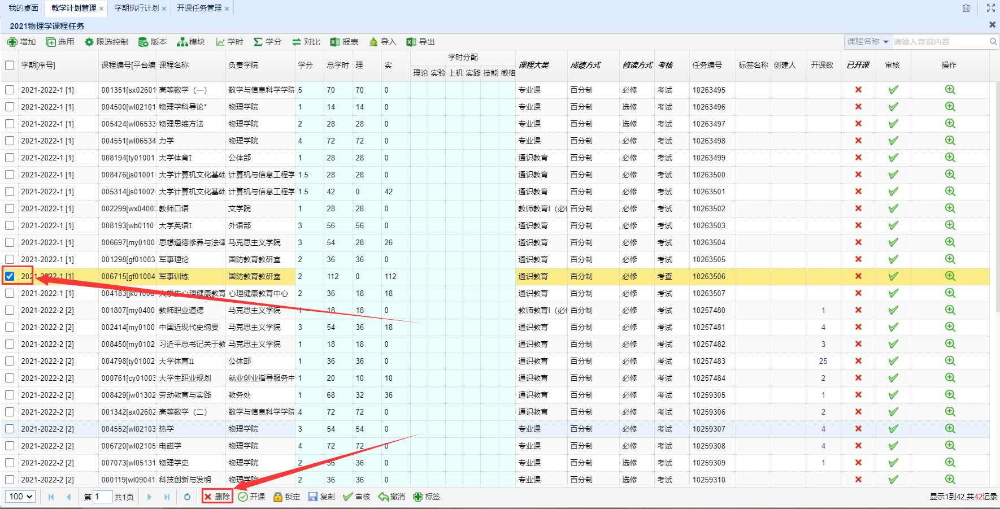 我的桌面 教学计划管理 × 学期执行计划 × 开课任务管理 ×
2021物理学课程任务
增加 选用 限选控制 版本 模块 学时 学分 对比 报表 导入 导出 课程名称 请输入查询内容
学期[序号] 课程编号[平台编 课程名称 负责学院 学分 总学时 理 实 学时分配 课程大类 成绩方式 修读方式 考核 任务编号 标签名称 创建人 开课数 已开课 审核 操作
理论 实验 上机 实践 技能 微格
2021-2022-1 [1] 001351[sx02601 高等数学（一） 数学与信息科学学院 5 70 70 0 专业课 百分制 必修 考试 10263495
2021-2022-1 [1] 004500[wl02101 物理学科导论* 物理学院 1 14 14 0 专业课 百分制 选修 考试 10263496
2021-2022-1 [1] 005424[wl06533 物理思维方法 物理学院 2 28 28 0 专业课 百分制 选修 考试 10263497
2021-2022-1 [1] 004551[wl06534 力学 物理学院 4 72 72 0 专业课 百分制 必修 考试 10263498
2021-2022-1 [1] 008194[ty01001 大学体育I 公体部 1 28 28 0 通识教育 百分制 必修 考试 10263499
2021-2022-1 [1] 008476[js01001 大学计算机文化基础 计算机与信息工程学 1.5 28 28 0 通识教育 百分制 必修 考试 10263500
2021-2022-1 [1] 005314[js01002 大学计算机文化基础 计算机与信息工程学 1.5 42 0 42 通识教育 百分制 必修 考试 10263501
2021-2022-1 [1] 002299[wx0400 教师口语 文学院 1 28 28 0 教师教育I（必 百分制 必修 考试 10263502
2021-2022-1 [1] 008193[wb0110 大学英语I 外语部 3 56 56 0 通识教育 百分制 必修 考试 10263503
2021-2022-1 [1] 006697[my0100 思想道德修养与法律 马克思主义学院 3 54 28 26 通识教育 百分制 必修 考试 10263504
2021-2022-1 [1] 001298[gf01003 军事理论 国防教育教研室 2 36 36 0 通识教育 百分制 必修 考试 10263505
2021-2022-1 [1] 006715[gf01004 军事训练 国防教育教研室 2 112 0 112 通识教育 百分制 必修 考查 10263506
2021-2022-1 [1] 004183[jk01006 大学生心理健康教育 心理健康教育中心 2 36 18 18 通识教育 百分制 必修 考试 10263507
2021-2022-2 [2] 001807[my0400 教师职业道德 马克思主义学院 1 18 18 0 教师教育I（必 百分制 必修 考试 10257480 1
2021-2022-2 [2] 002414[my0100 中国近现代史纲要 马克思主义学院 3 54 36 18 通识教育 百分制 必修 考试 10257481 4
2021-2022-2 [2] 008450[my0102 习近平总书记关于教 马克思主义学院 1 18 18 0 通识教育 百分制 必修 考试 10257482 3
2021-2022-2 [2] 004798[ty01002 大学体育II 公体部 1 36 36 0 通识教育 百分制 必修 考试 10257483 25
2021-2022-2 [2] 000761[cy01003 大学生职业规划 就业创业指导服务中 1 20 10 10 通识教育 百分制 必修 考试 10257484 2
2021-2022-2 [2] 008429[jw01302 劳动教育与实践 教务处 1 68 32 36 通识教育 百分制 必修 考试 10259305 1
2021-2022-2 [2] 001342[sx02602 高等数学（二） 数学与信息科学学院 4 72 72 0 通识教育 百分制 必修 考试 10259306 2
2021-2022-2 [2] 004552[wl02103 热学 物理学院 3 54 54 0 专业课 百分制 必修 考试 10259307 4
2021-2022-2 [2] 006720[wl02105 电磁学 物理学院 4 72 72 0 专业课 百分制 必修 考试 10259308 4
2021-2022-2 [2] 007073[wl05131 物理学史 物理学院 2 36 36 0 专业课 百分制 选修 考试 10259309 1
2021-2022-2 [2] 000119[wl09041 科技创新与发明 物理学院 2 36 36 0 专业课 百分制 选修 考试 10259310
100 第 1 共1页 删除 开课 锁定 复制 审核 撤消 标签 显示1到42,共42记录